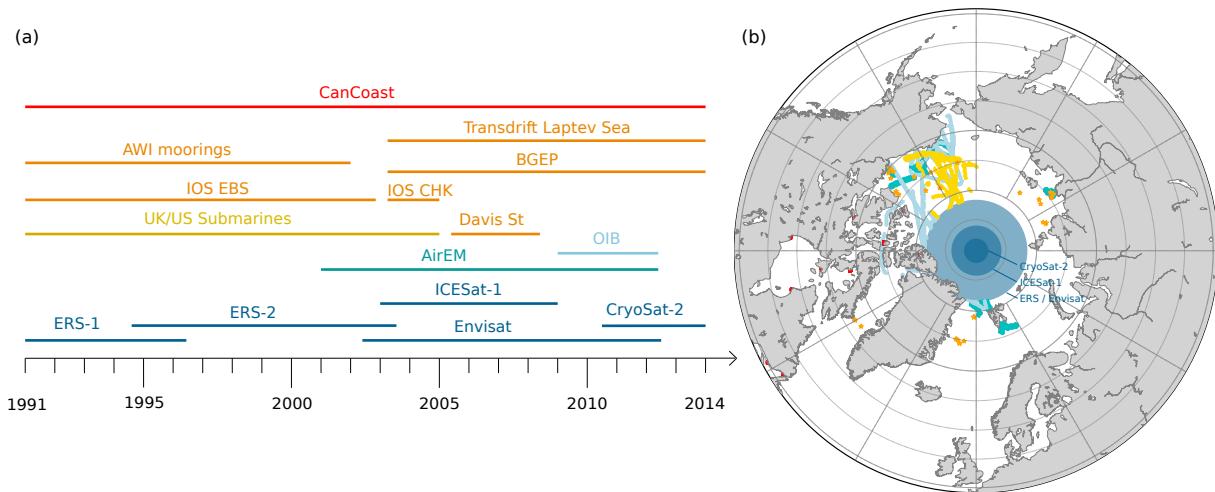 (a)
CanCoast
Transdrift Laptev Sea
AWI moorings
BGEP
IOS EBS
IOS CHK
UK/US Submarines
Davis St
OIB
AirEM
ICESat-1
ERS-1
ERS-2
Envisat
CryoSat-2
1991
1995
2000
2005
2010
2014
(b)
CryoSat-2
ICESat-1
ERS / Envisat